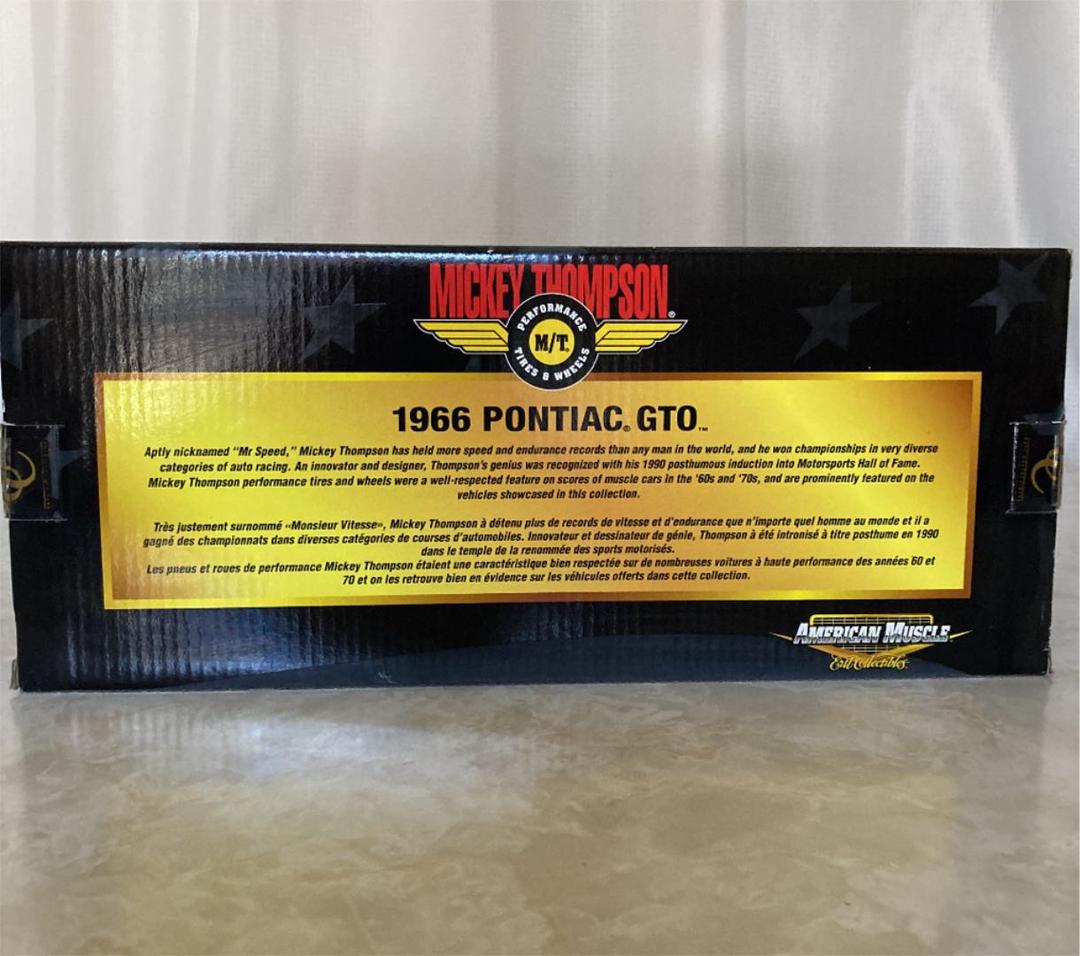 MICKEY THOMPSON®
PERFORMANCE
M/T®
TIRES & WHEELS
1966 PONTIAC® GTO™
Aptly nicknamed "Mr Speed," Mickey Thompson has held more speed and endurance records than any man in the world, and he won championships in very diverse
categories of auto racing. An innovator and designer, Thompson's genius was recognized with his 1990 posthumous induction into Motorsports Hall of Fame.
Mickey Thompson performance tires and wheels were a well-respected feature on scores of muscle cars in the '60s and '70s, and are prominently featured on the
vehicles showcased in this collection.
Très justement surnommé «Monsieur Vitesse», Mickey Thompson à détenu plus de records de vitesse et d'endurance que n'importe quel homme au monde et il a
gagné des championnats dans diverses catégories de courses d'automobiles. Innovateur et dessinateur de génie, Thompson à été intronisé à titre posthume en 1990
dans le temple de la renommée des sports motorisés.
Les pneus et roues de performance Mickey Thompson étaient une caractéristique bien respectée sur de nombreuses voitures à haute performance des années 60 et
70 et on les retrouve bien en évidence sur les véhicules offerts dans cette collection.
AMERICAN MUSCLE
Ertl Collectibles